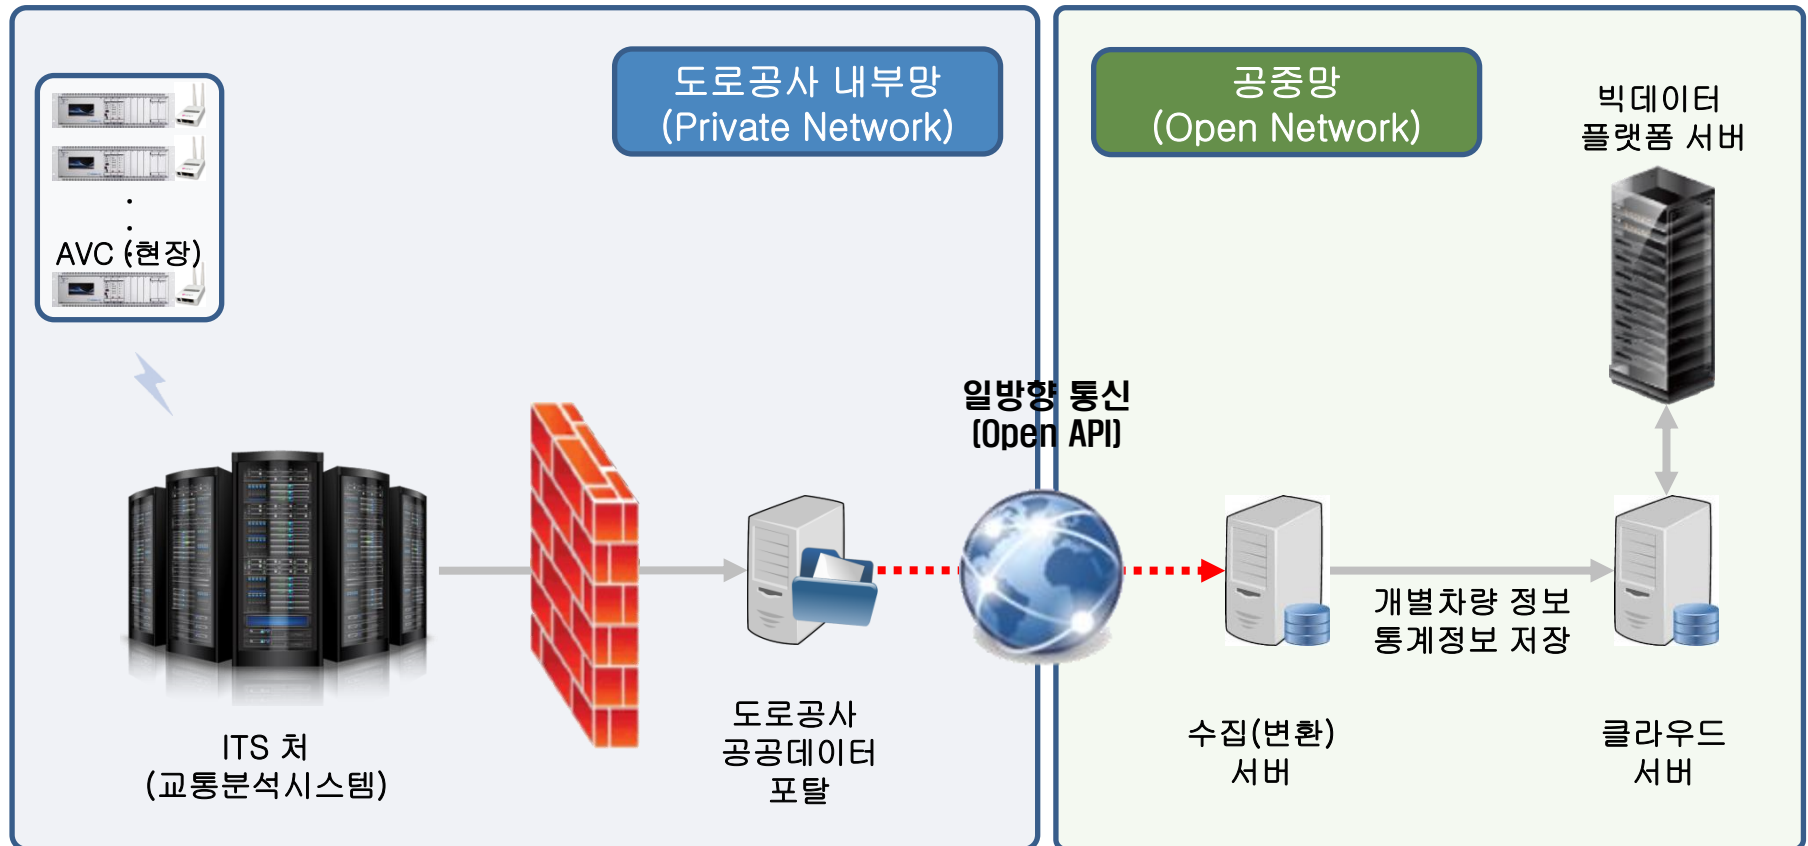 도로공사 내부망
(Private Network)
공중망
(Open Network)
빅데이터
플랫폼 서버
AVC (현장)
일방향 통신
(Open API)
개별차량 정보
통계정보 저장
ITS 처
(교통분석시스템)
도로공사
공공데이터
포탈
수집(변환)
서버
클라우드
서버